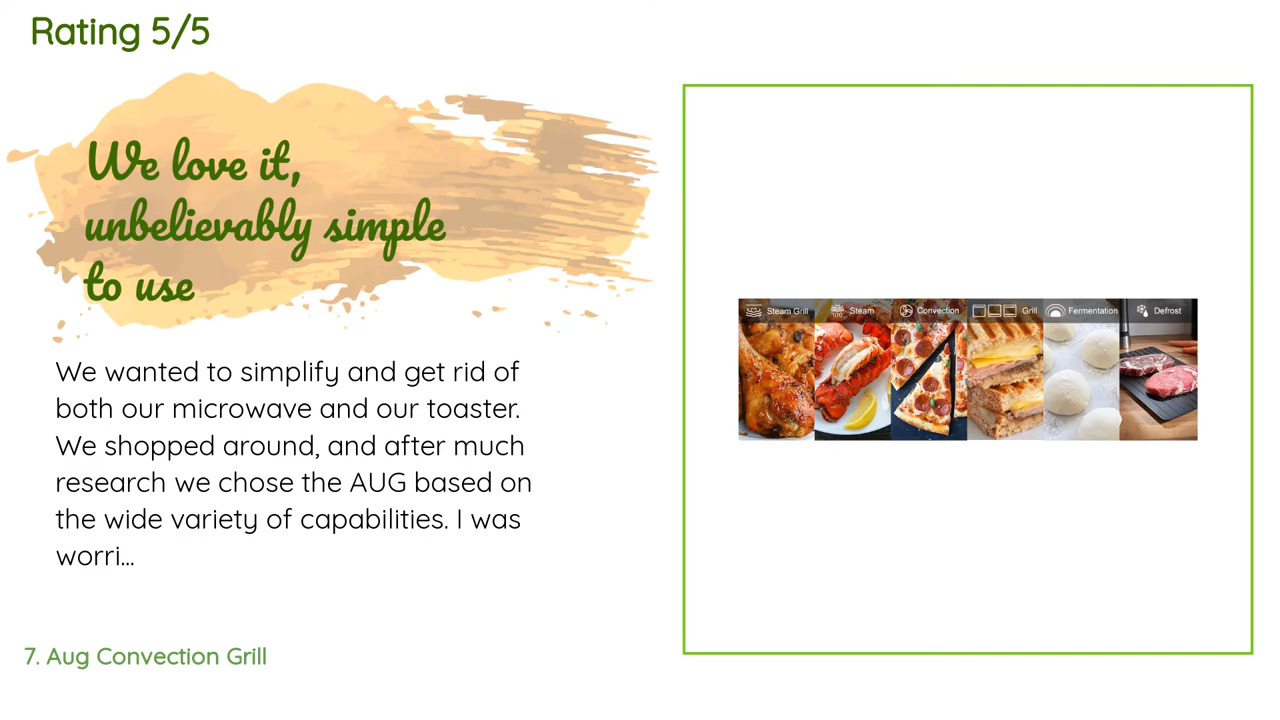 Rating 5/5
We love it,
unbelievably simple
to use
We wanted to simplify and get rid of
both our microwave and our toaster.
We shopped around, and after much
research we chose the AUG based on
the wide variety of capabilities. I was
worri...
Steam Grill 100 Steam Convection Grill Fermentation Defrost
7. Aug Convection Grill